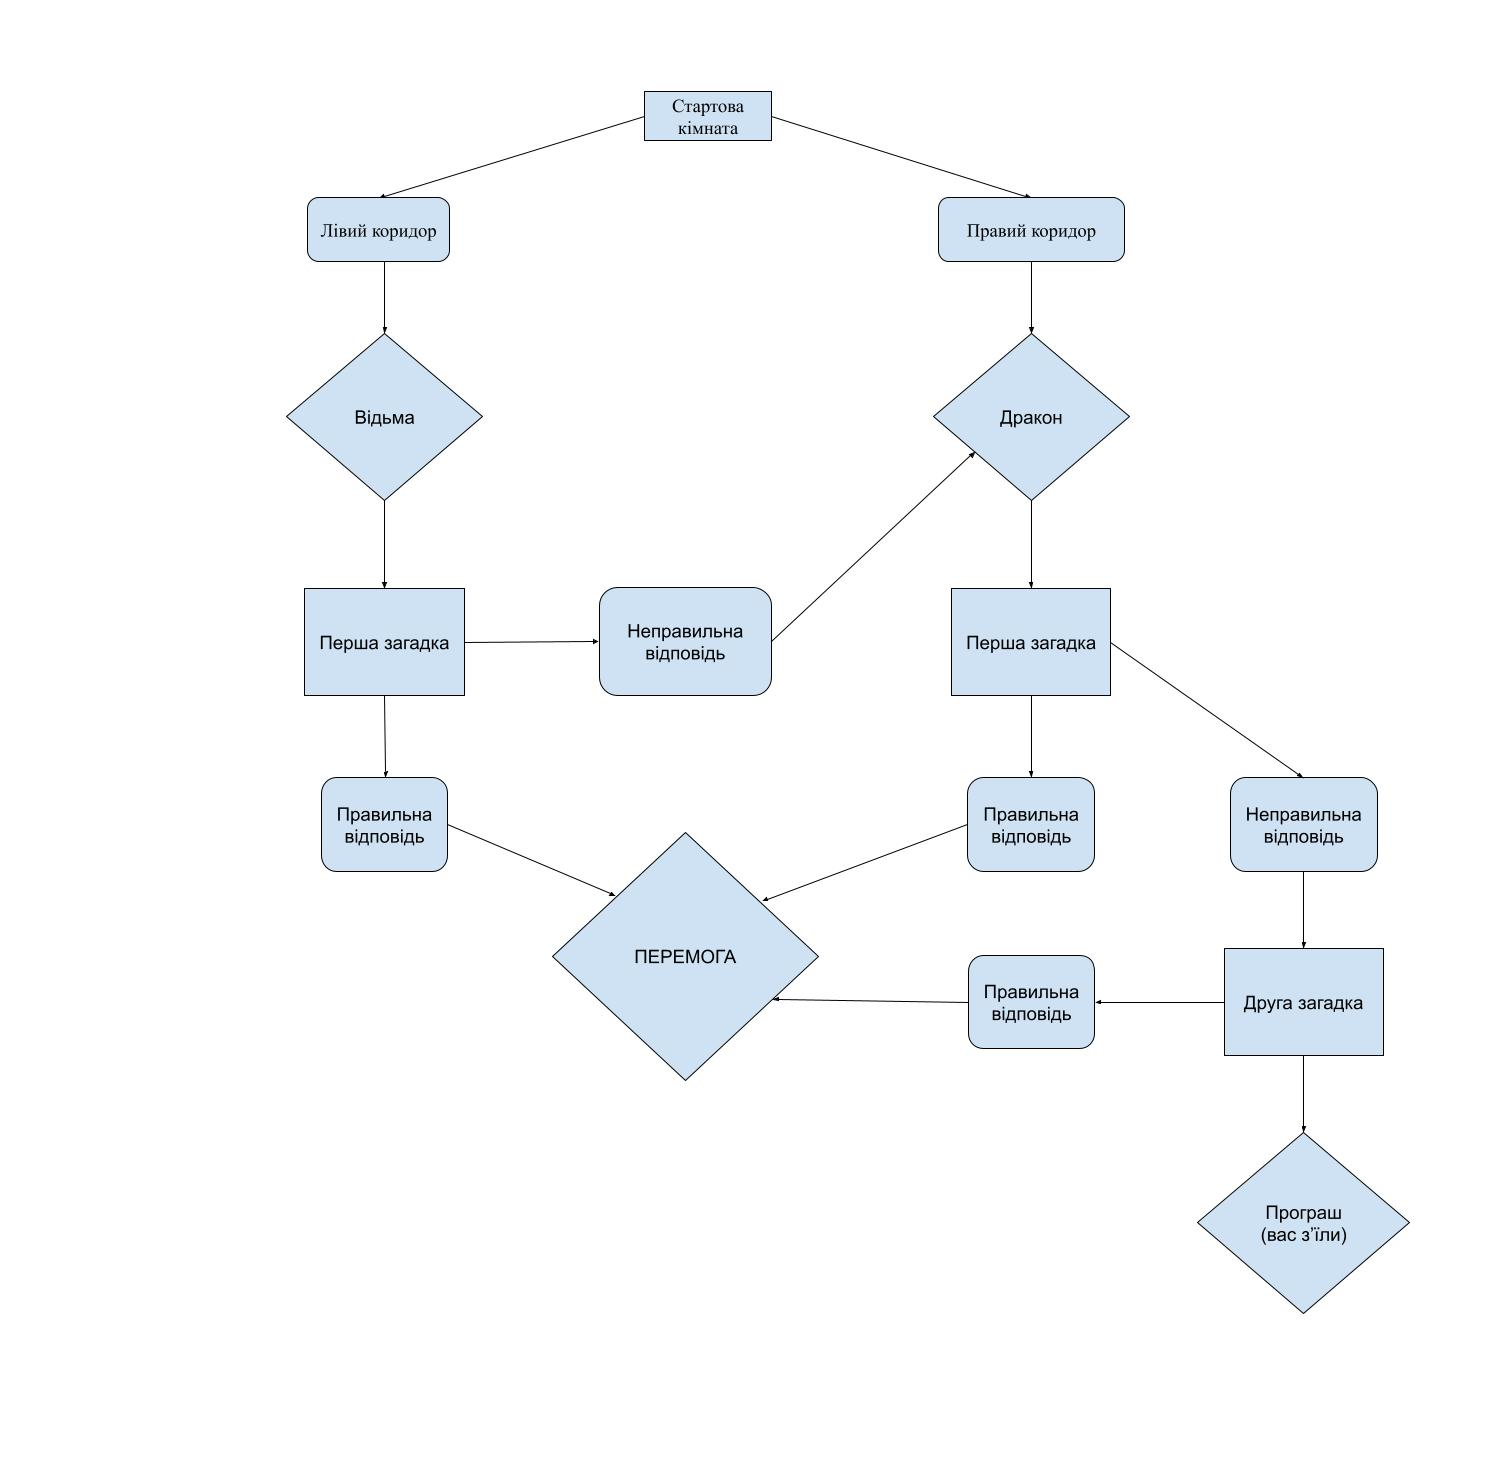 Стартова
кімната
Лівий коридор
Правий коридор
Відьма
Дракон
Перша загадка
Неправильна
відповідь
Перша загадка
Правильна
відповідь
Правильна
відповідь
Неправильна
відповідь
ПЕРЕМОГА
Правильна
відповідь
Друга загадка
Програш
(вас з’їли)